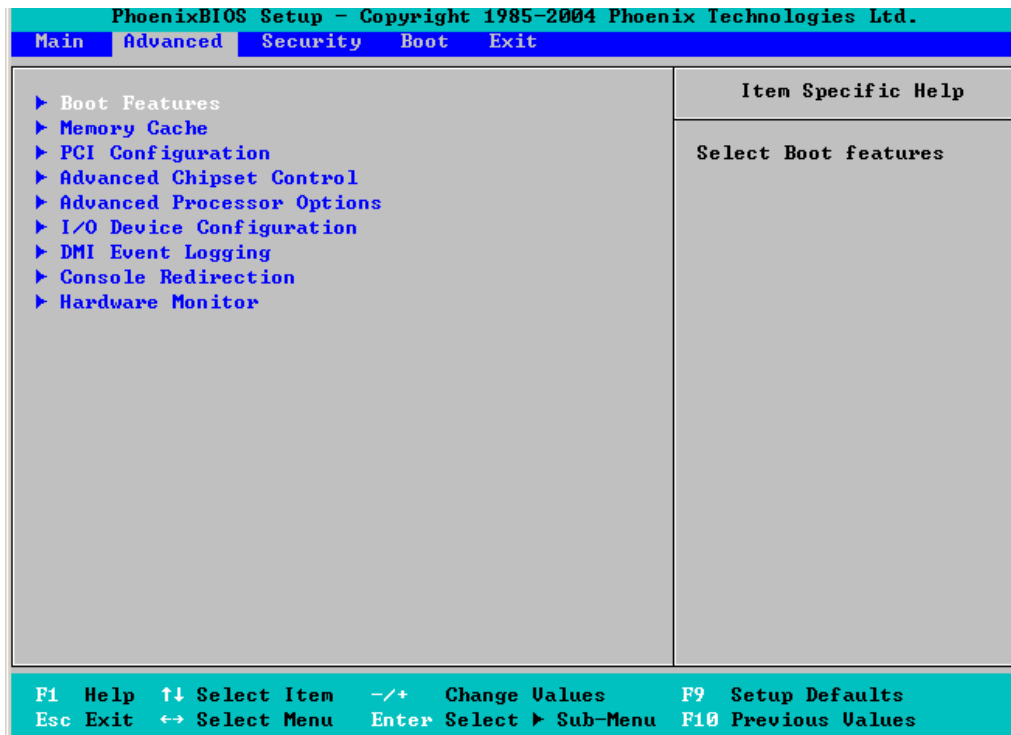 PhoenixBIOS Setup - Copyright 1985-2004 Phoenix Technologies Ltd.
Main Advanced Security Boot Exit
Item Specific Help
Select Boot features
Boot Features
Memory Cache
PCI Configuration
Advanced Chipset Control
Advanced Processor Options
I/O Device Configuration
DMI Event Logging
Console Redirection
Hardware Monitor
F1 Help ↑↓ Select Item -/+ Change Values F9 Setup Defaults
Esc Exit ↔ Select Menu Enter Select ▶ Sub-Menu F10 Previous Values